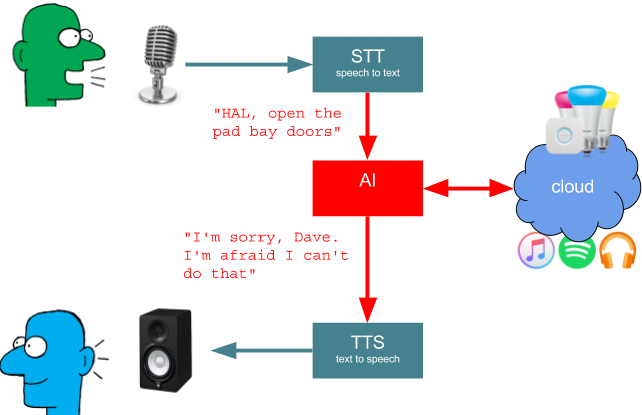 STT
speech to text
"HAL, open the
pad bay doors"
AI
cloud
"I'm sorry, Dave.
I'm afraid I can't
do that"
TTS
text to speech